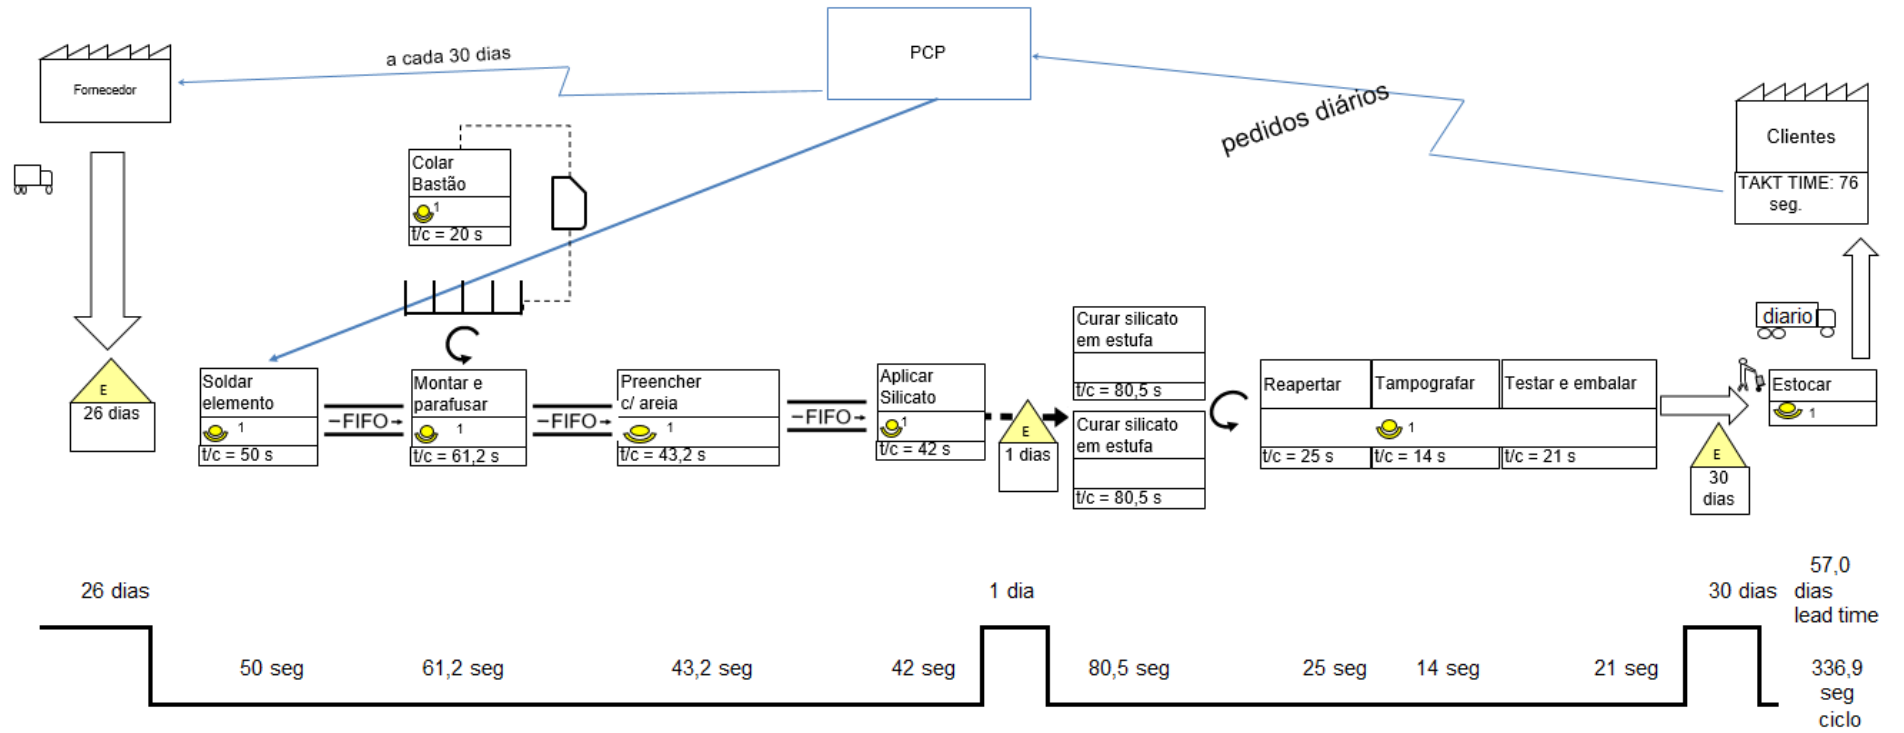 PCP
a cada 30 dias
Fornecedor
pedidos diários
Clientes
TAKT TIME: 76
seg.
Colar
Bastão
1
t/c = 20 s
diario
E
26 dias
Soldar
elemento
1
t/c = 50 s
–FIFO→
Montar e
parafusar
1
t/c = 61,2 s
–FIFO→
Preencher
c/ areia
1
t/c = 43,2 s
–FIFO→
Aplicar
Silicato
1
t/c = 42 s
E
1 dias
Curar silicato
em estufa
t/c = 80,5 s
Curar silicato
em estufa
t/c = 80,5 s
Reapertar
t/c = 25 s
Tampografar
1
t/c = 14 s
Testar e embalar
t/c = 21 s
E
30
dias
Estocar
1
26 dias
1 dia
30 dias
57,0
dias
lead time
50 seg
61,2 seg
43,2 seg
42 seg
80,5 seg
25 seg
14 seg
21 seg
336,9
seg
ciclo